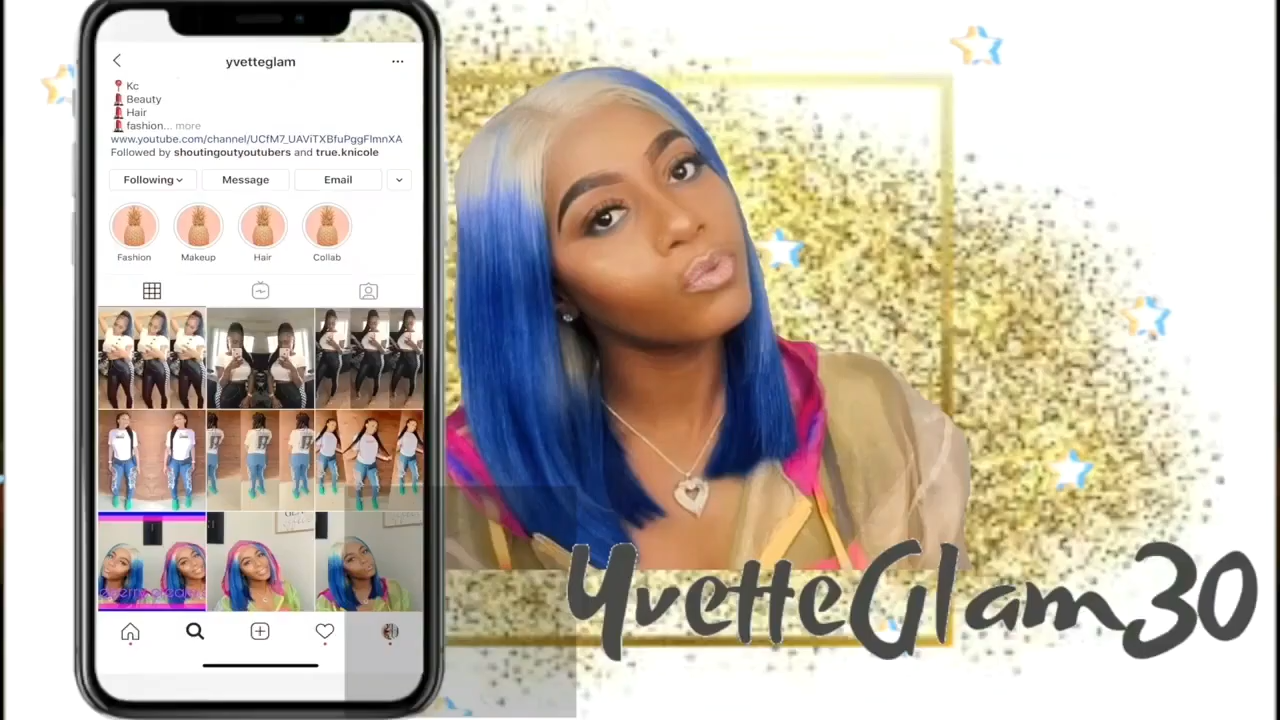 yvetteglam
Kc
Beauty
Hair
fashion... more
www.youtube.com/channel/UCfM7_UAViTXBfuPggFlmnXA
Followed by shoutingoutyoutubers and true.knicole
Following
Message
Email
Fashion
Makeup
Hair
Collab
YvetteGlam30